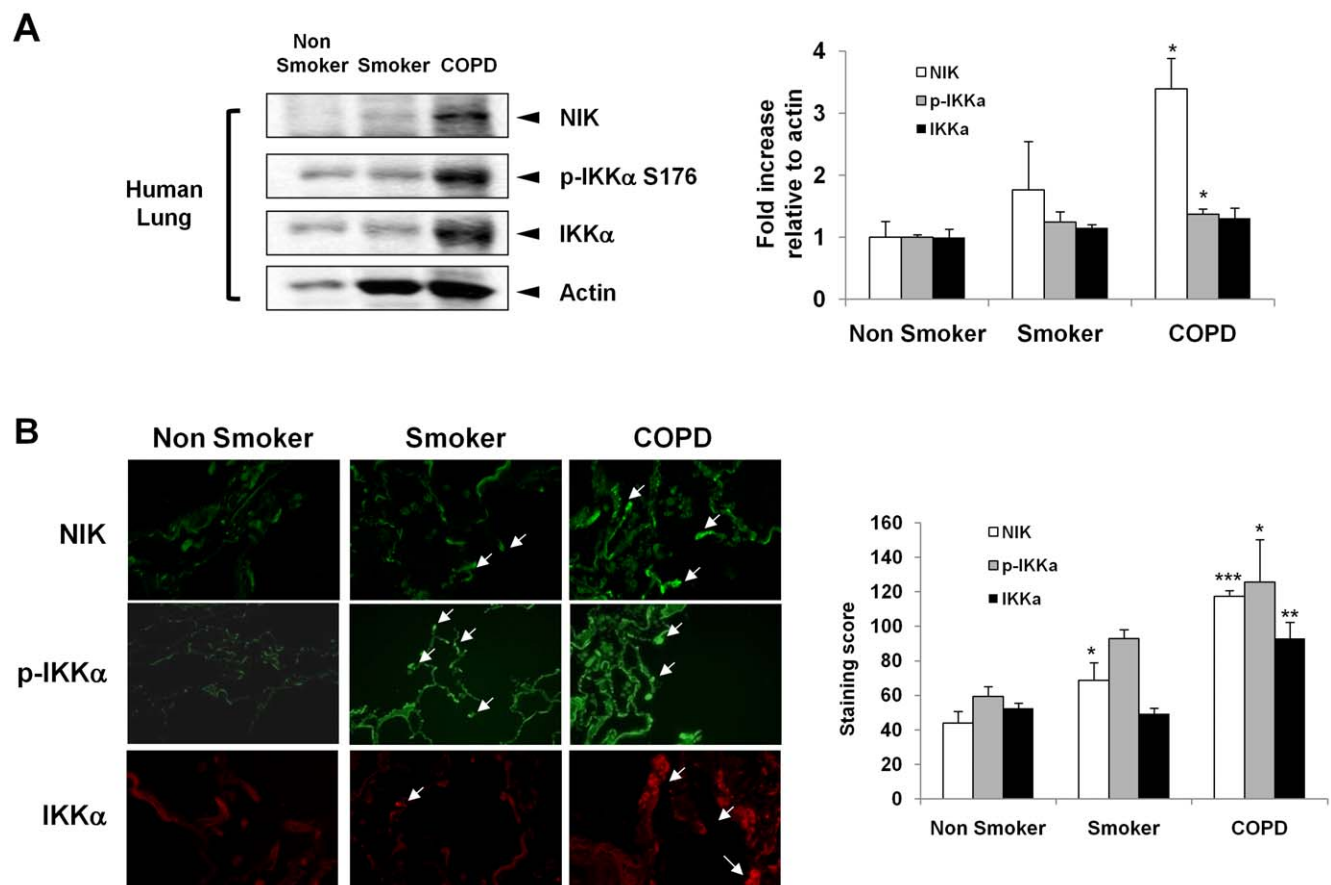 A
Non
Smoker Smoker COPD
NIK
p-IKKα S176
IKKα
Actin
Human
Lung
Fold increase
relative to actin
4
3
2
1
0
NIK
p-IKKa
IKKa
*
*
Non Smoker Smoker COPD
B
Non Smoker Smoker COPD
NIK
p-IKKα
IKKα
Staining score
160
140
120
100
80
60
40
20
0
NIK
p-IKKa
IKKa
*
***
*
**
Non Smoker Smoker COPD